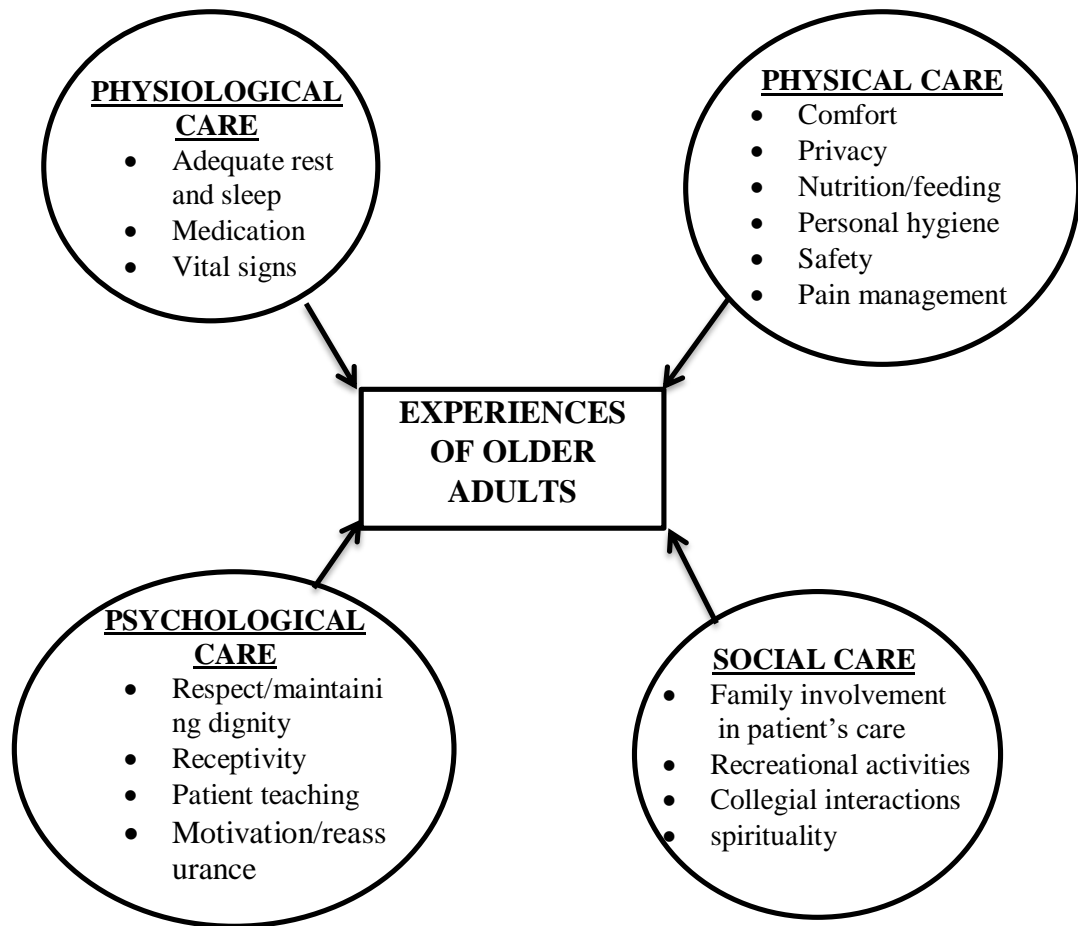 PHYSIOLOGICAL
CARE
• Adequate rest
and sleep
• Medication
• Vital signs
PHYSICAL CARE
• Comfort
• Privacy
• Nutrition/feeding
• Personal hygiene
• Safety
• Pain management
EXPERIENCES
OF OLDER
ADULTS
PSYCHOLOGICAL
CARE
• Respect/maintaini
ng dignity
• Receptivity
• Patient teaching
• Motivation/reass
urance
SOCIAL CARE
• Family involvement
in patient’s care
• Recreational activities
• Collegial interactions
• spirituality